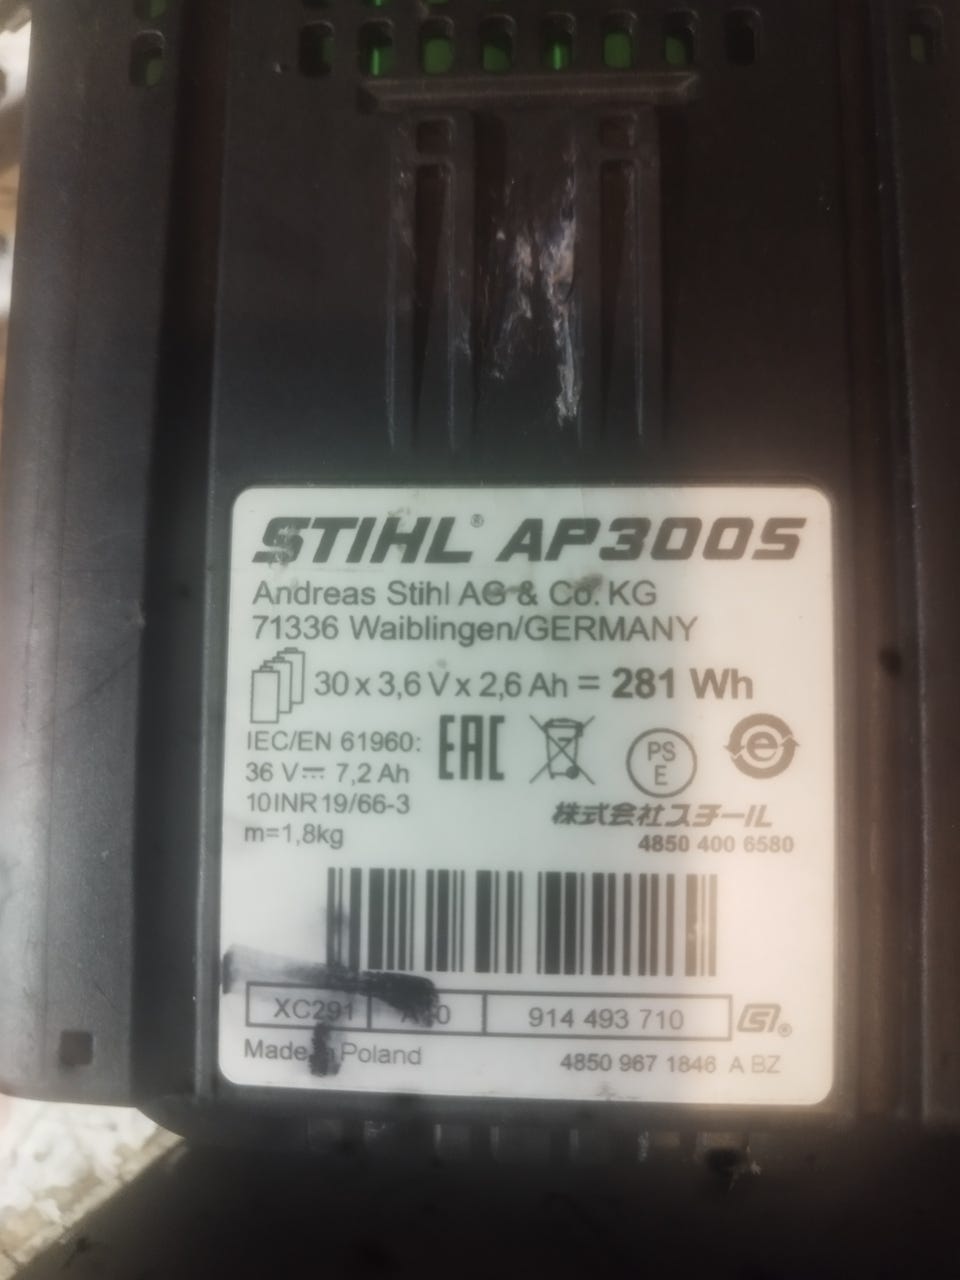 STIHL® AP300S
Andreas Stihl AG & Co. KG
71336 Waiblingen/GERMANY
30 x 3,6 V x 2,6 Ah = 281 Wh
IEC/EN 61960:
36 V⎓ 7,2 Ah
10INR19/66-3
m=1,8kg
EAC
PS
E
e
株式会社スチール
4850 400 6580
XC291
914 493 710
Made Poland
4850 967 1846 A BZ